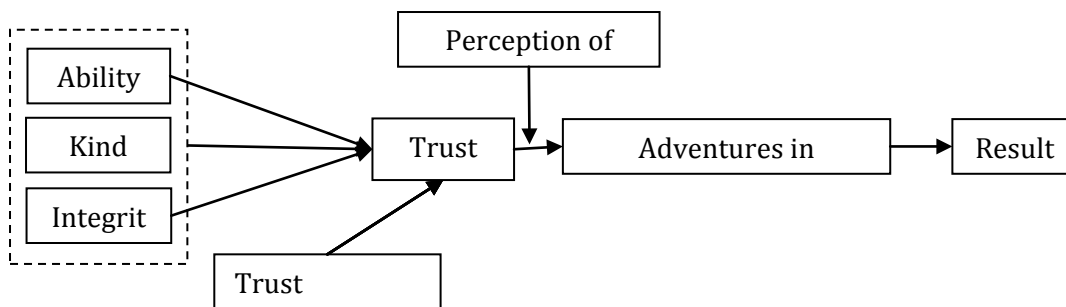 Perception of
Ability
Kind
Trust
Adventures in
Result
Integrit
Trust